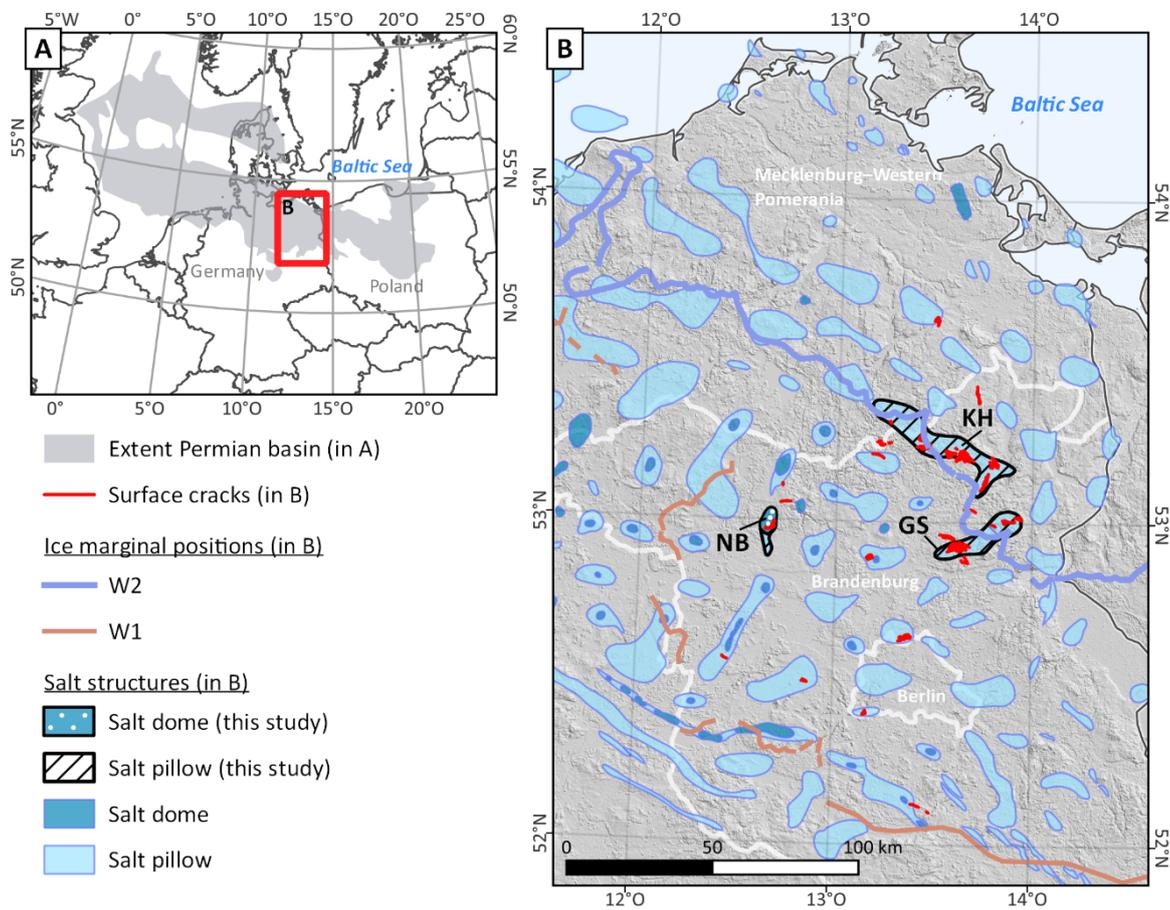 A
5°W
0°
5°O
10°O
15°O
20°O
25°O
60°N
55°N
55°N
50°N
50°N
Baltic Sea
B
Germany
Poland
0°
5°O
10°O
15°O
20°O
Extent Permian basin (in A)
Surface cracks (in B)
Ice marginal positions (in B)
W2
W1
Salt structures (in B)
Salt dome (this study)
Salt pillow (this study)
Salt dome
Salt pillow
B
12°O
13°O
14°O
Baltic Sea
Mecklenburg–Western
Pomerania
54°N
54°N
KH
53°N
53°N
GS
NB
Brandenburg
Berlin
52°N
52°N
0
50
100 km
12°O
13°O
14°O